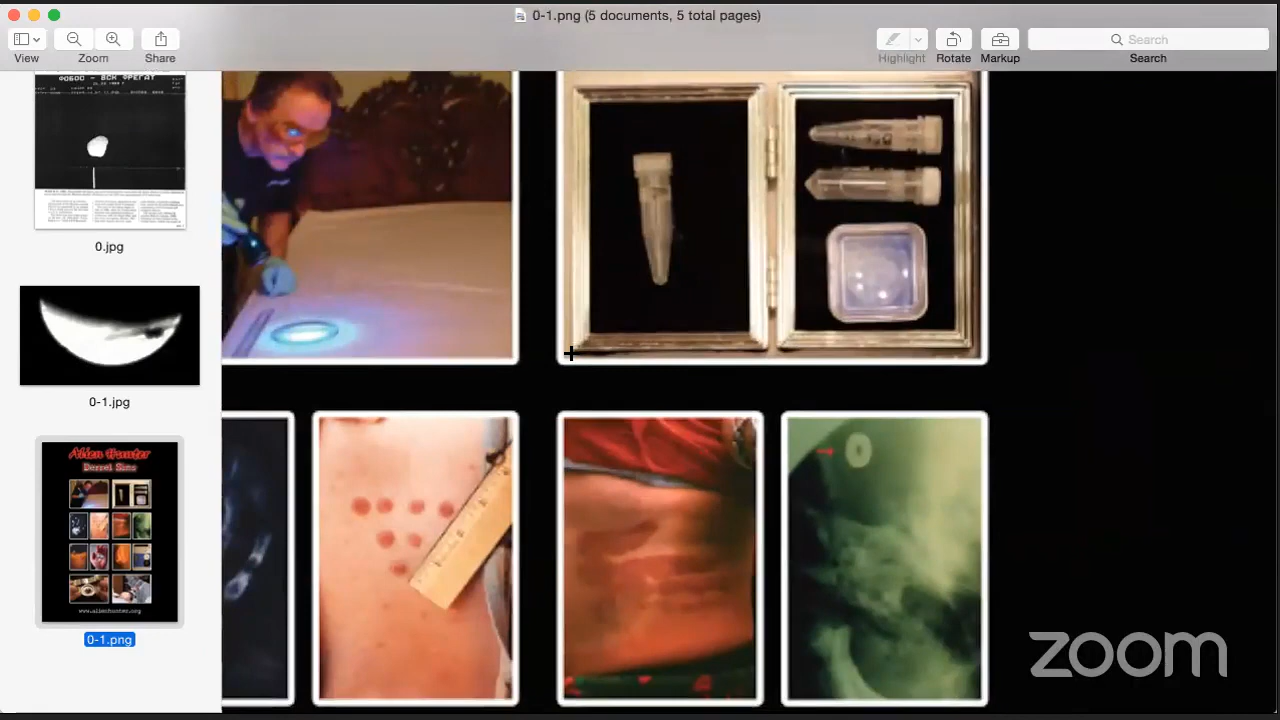 0-1.png (5 documents, 5 total pages)
View
Zoom
Share
Highlight
Rotate
Markup
Search
Search
0.jpg
0-1.jpg
Alien Hunter
Derrel Sims
www.alienhunter.org
0-1.png
zoom